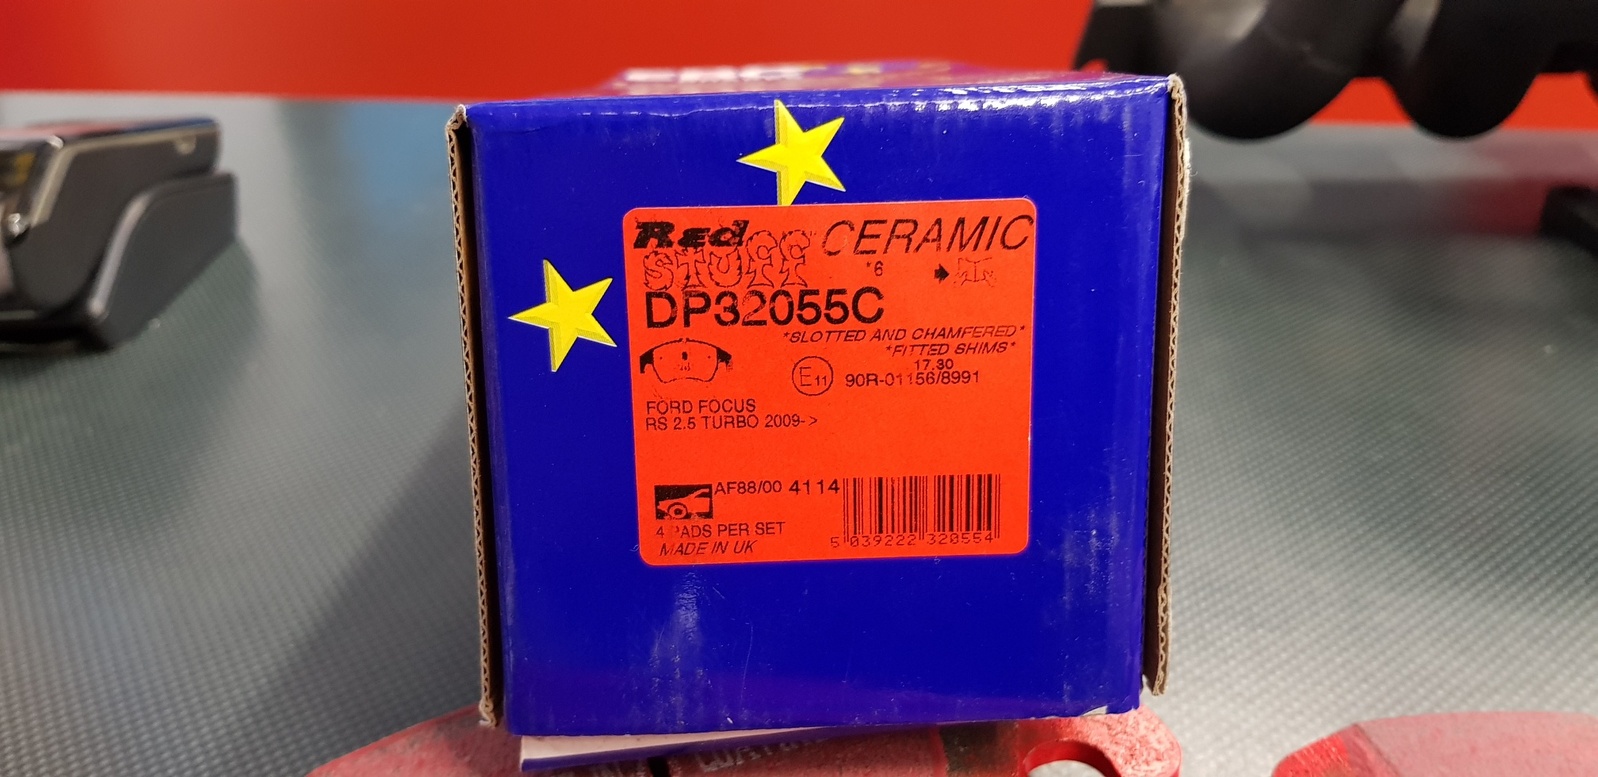 Red STUFF CERAMIC
*6
DP32055C
*SLOTTED AND CHAMFERED*
*FITTED SHIMS*
17.30
E11 90R-01156/8991
FORD FOCUS
RS 2.5 TURBO 2009->
AF88/00 4114
4 PADS PER SET
MADE IN UK
5 039222 320554